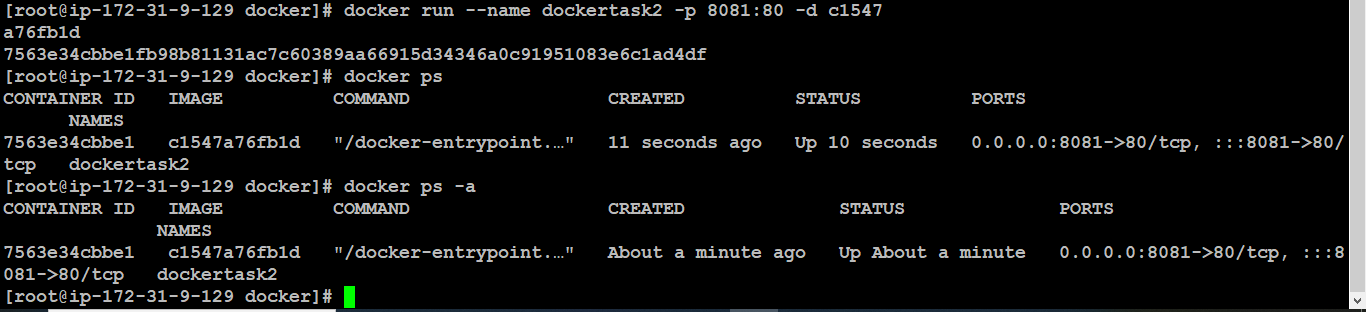 [root@ip-172-31-9-129 docker]# docker run --name dockertask2 -p 8081:80 -d c1547
a76fb1d
7563e34cbbe1fb98b81131ac7c60389aa66915d34346a0c91951083e6c1ad4df
[root@ip-172-31-9-129 docker]# docker ps
CONTAINER ID   IMAGE          COMMAND                  CREATED          STATUS          PORTS
      NAMES
7563e34cbbe1   c1547a76fb1d   "/docker-entrypoint.…"   11 seconds ago   Up 10 seconds   0.0.0.0:8081->80/tcp, :::8081->80/
tcp   dockertask2
[root@ip-172-31-9-129 docker]# docker ps -a
CONTAINER ID   IMAGE          COMMAND                  CREATED              STATUS              PORTS
              NAMES
7563e34cbbe1   c1547a76fb1d   "/docker-entrypoint.…"   About a minute ago   Up About a minute   0.0.0.0:8081->80/tcp, :::8
081->80/tcp   dockertask2
[root@ip-172-31-9-129 docker]#